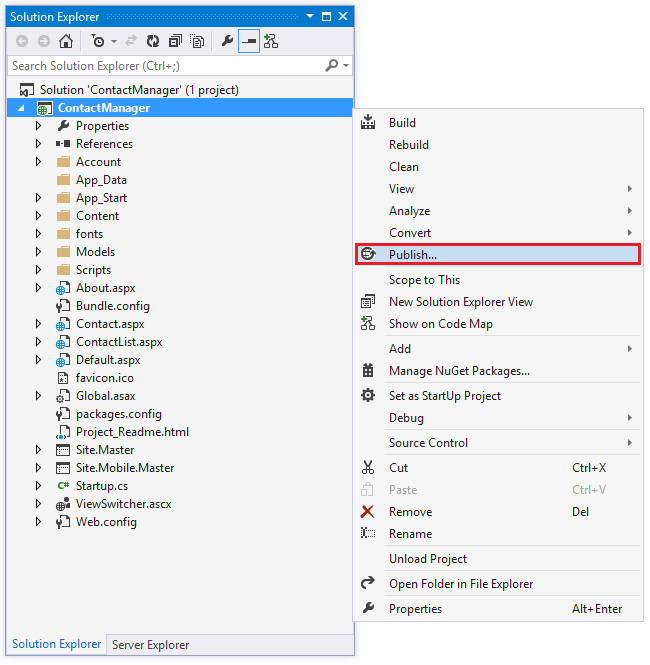 Solution Explorer
Search Solution Explorer (Ctrl+;)
Solution 'ContactManager' (1 project)
ContactManager
Properties
References
Account
App_Data
App_Start
Content
fonts
Models
Scripts
About.aspx
Bundle.config
Contact.aspx
ContactList.aspx
Default.aspx
favicon.ico
Global.asax
packages.config
Project_Readme.html
Site.Master
Site.Mobile.Master
C# Startup.cs
ViewSwitcher.ascx
Web.config
Solution Explorer Server Explorer
Build
Rebuild
Clean
View
Analyze
Convert
Publish...
Scope to This
New Solution Explorer View
Show on Code Map
Add
Manage NuGet Packages...
Set as StartUp Project
Debug
Source Control
Cut Ctrl+X
Paste Ctrl+V
Remove Del
Rename
Unload Project
Open Folder in File Explorer
Properties Alt+Enter